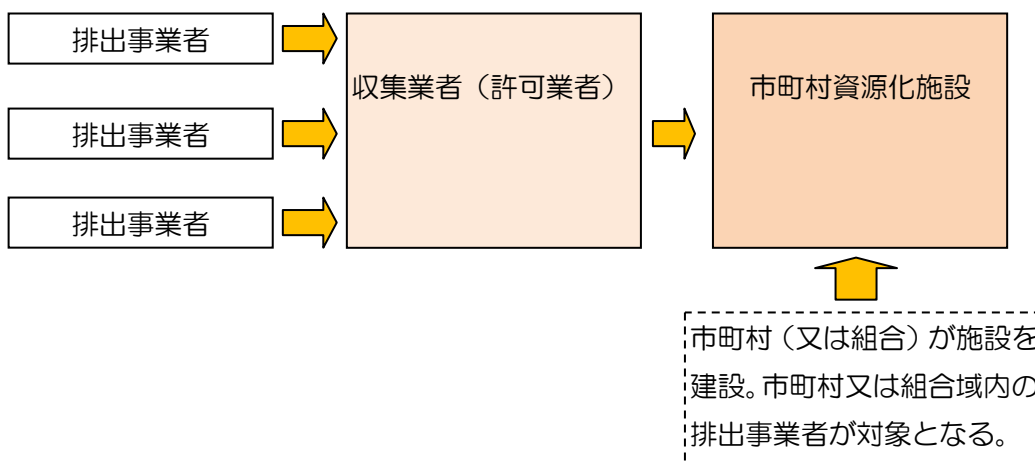 排出事業者
排出事業者
排出事業者
収集業者（許可業者）
市町村資源化施設
市町村（又は組合）が施設を
建設。市町村又は組合域内の
排出事業者が対象となる。